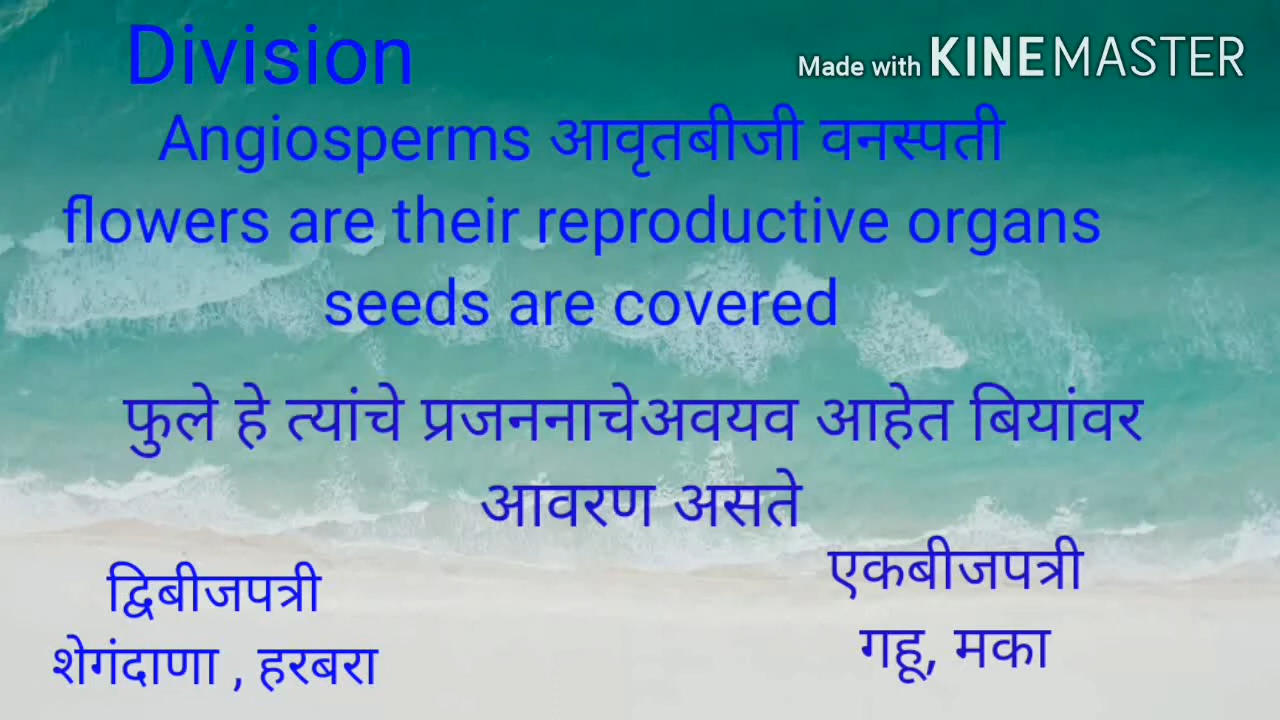 Division
Made with KINEMASTER
Angiosperms आवृतबीजी वनस्पती
flowers are their reproductive organs
seeds are covered
फुले हे त्यांचे प्रजननाचेअवयव आहेत बियांवर
आवरण असते
द्विबीजपत्री
शेगंदाणा , हरबरा
एकबीजपत्री
गहू, मका